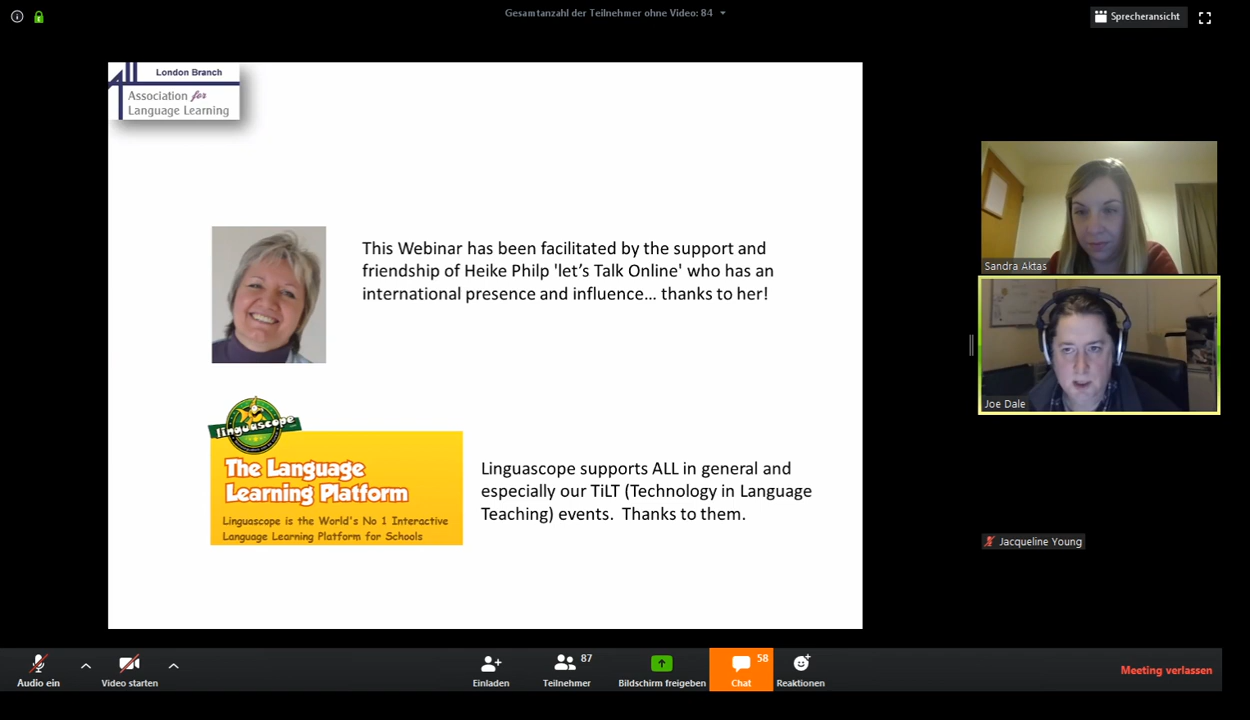 Gesamtanzahl der Teilnehmer ohne Video: 84
Sprecheransicht
London Branch
Association for
Language Learning
This Webinar has been facilitated by the support and
friendship of Heike Philp 'let’s Talk Online' who has an
international presence and influence... thanks to her!
linguascope
The Language
Learning Platform
Linguascope is the World's No 1 Interactive
Language Learning Platform for Schools
Linguascope supports ALL in general and
especially our TiLT (Technology in Language
Teaching) events.  Thanks to them.
Sandra Aktas
Joe Dale
Jacqueline Young
Audio ein
Video starten
Einladen
87
Teilnehmer
Bildschirm freigeben
58
Chat
Reaktionen
Meeting verlassen